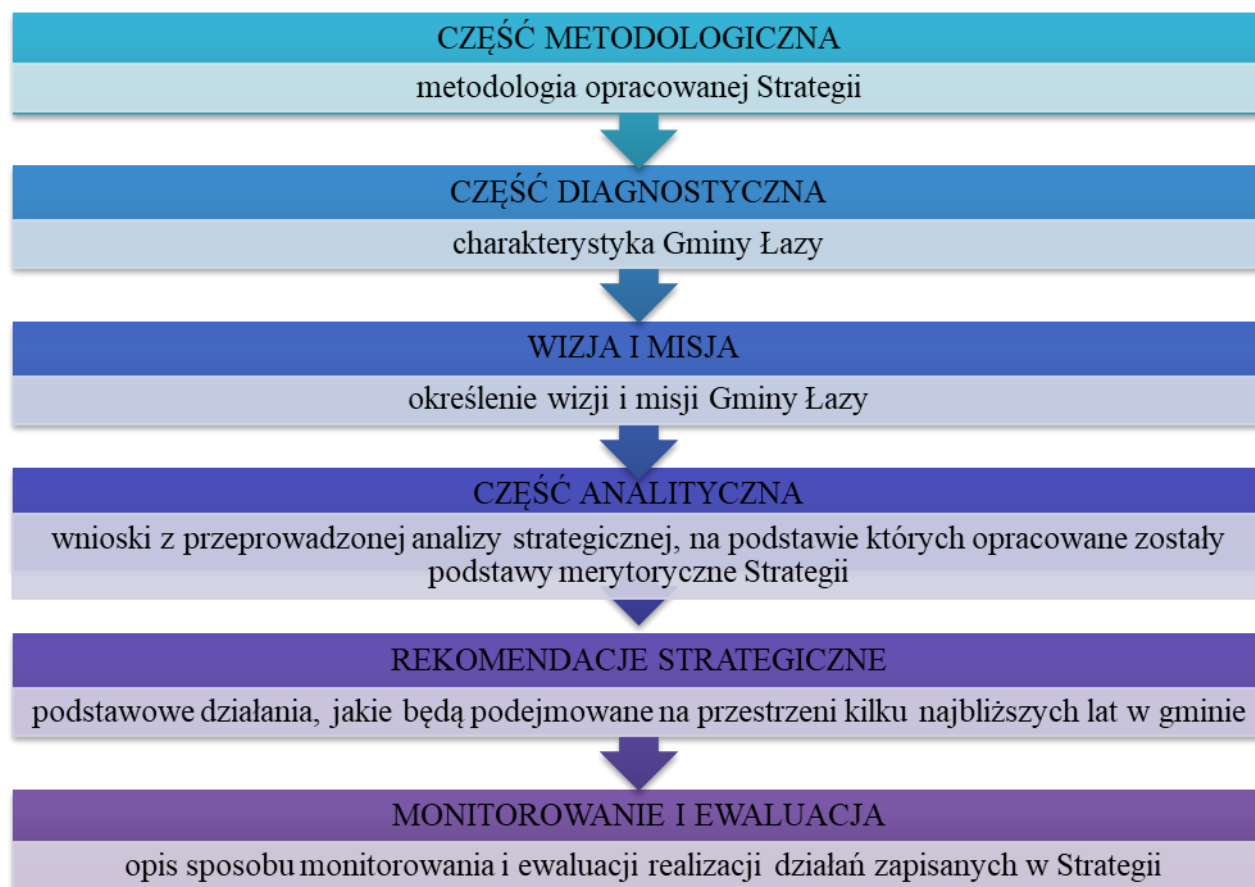 CZĘŚĆ METODOLOGICZNA
metodologia opracowanej Strategii
CZĘŚĆ DIAGNOSTYCZNA
charakterystyka Gminy Łazy
WIZJA I MISJA
określenie wizji i misji Gminy Łazy
CZĘŚĆ ANALITYCZNA
wnioski z przeprowadzonej analizy strategicznej, na podstawie których opracowane zostały
podstawy merytoryczne Strategii
REKOMENDACJE STRATEGICZNE
podstawowe działania, jakie będą podejmowane na przestrzeni kilku najbliższych lat w gminie
MONITOROWANIE I EWALUACJA
opis sposobu monitorowania i ewaluacji realizacji działań zapisanych w Strategii